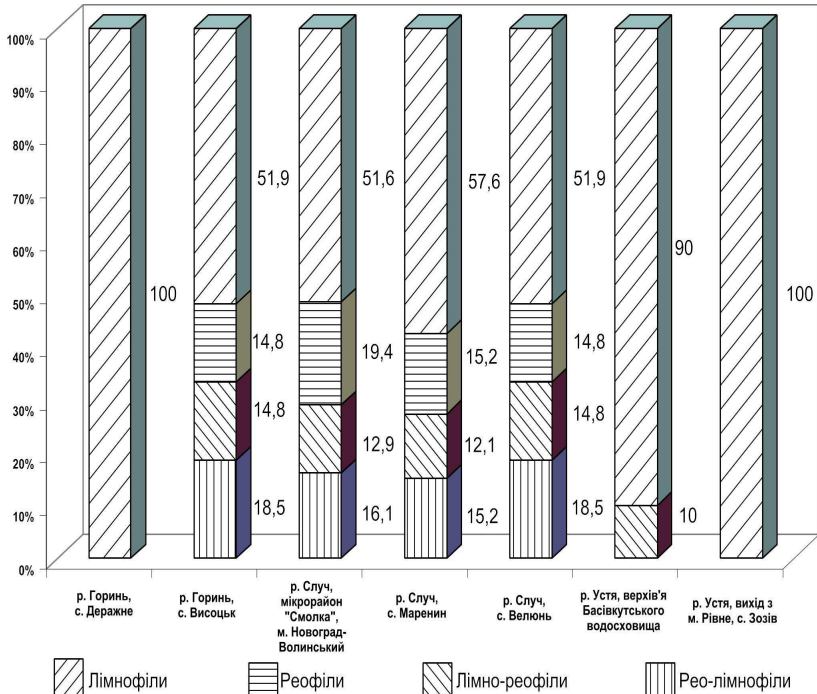 100%
90%
80%
70%
60%
50%
40%
30%
20%
10%
0%
100
51,9
14,8
14,8
18,5
51,6
19,4
12,9
16,1
57,6
15,2
12,1
15,2
51,9
14,8
14,8
18,5
90
10
100
р. Горинь,
с. Деражне
р. Горинь,
с. Висоцьк
р. Случ,
мікрорайон
"Смолка",
м. Новоград-
Волинський
р. Случ,
с. Маренин
р. Случ,
с. Велюнь
р. Устя, верхів'я
Басівкутського
водосховища
р. Устя, вихід з
м. Рівне, с. Зозів
Лімнофіли
Реофіли
Лімно-реофіли
Рео-лімнофіли